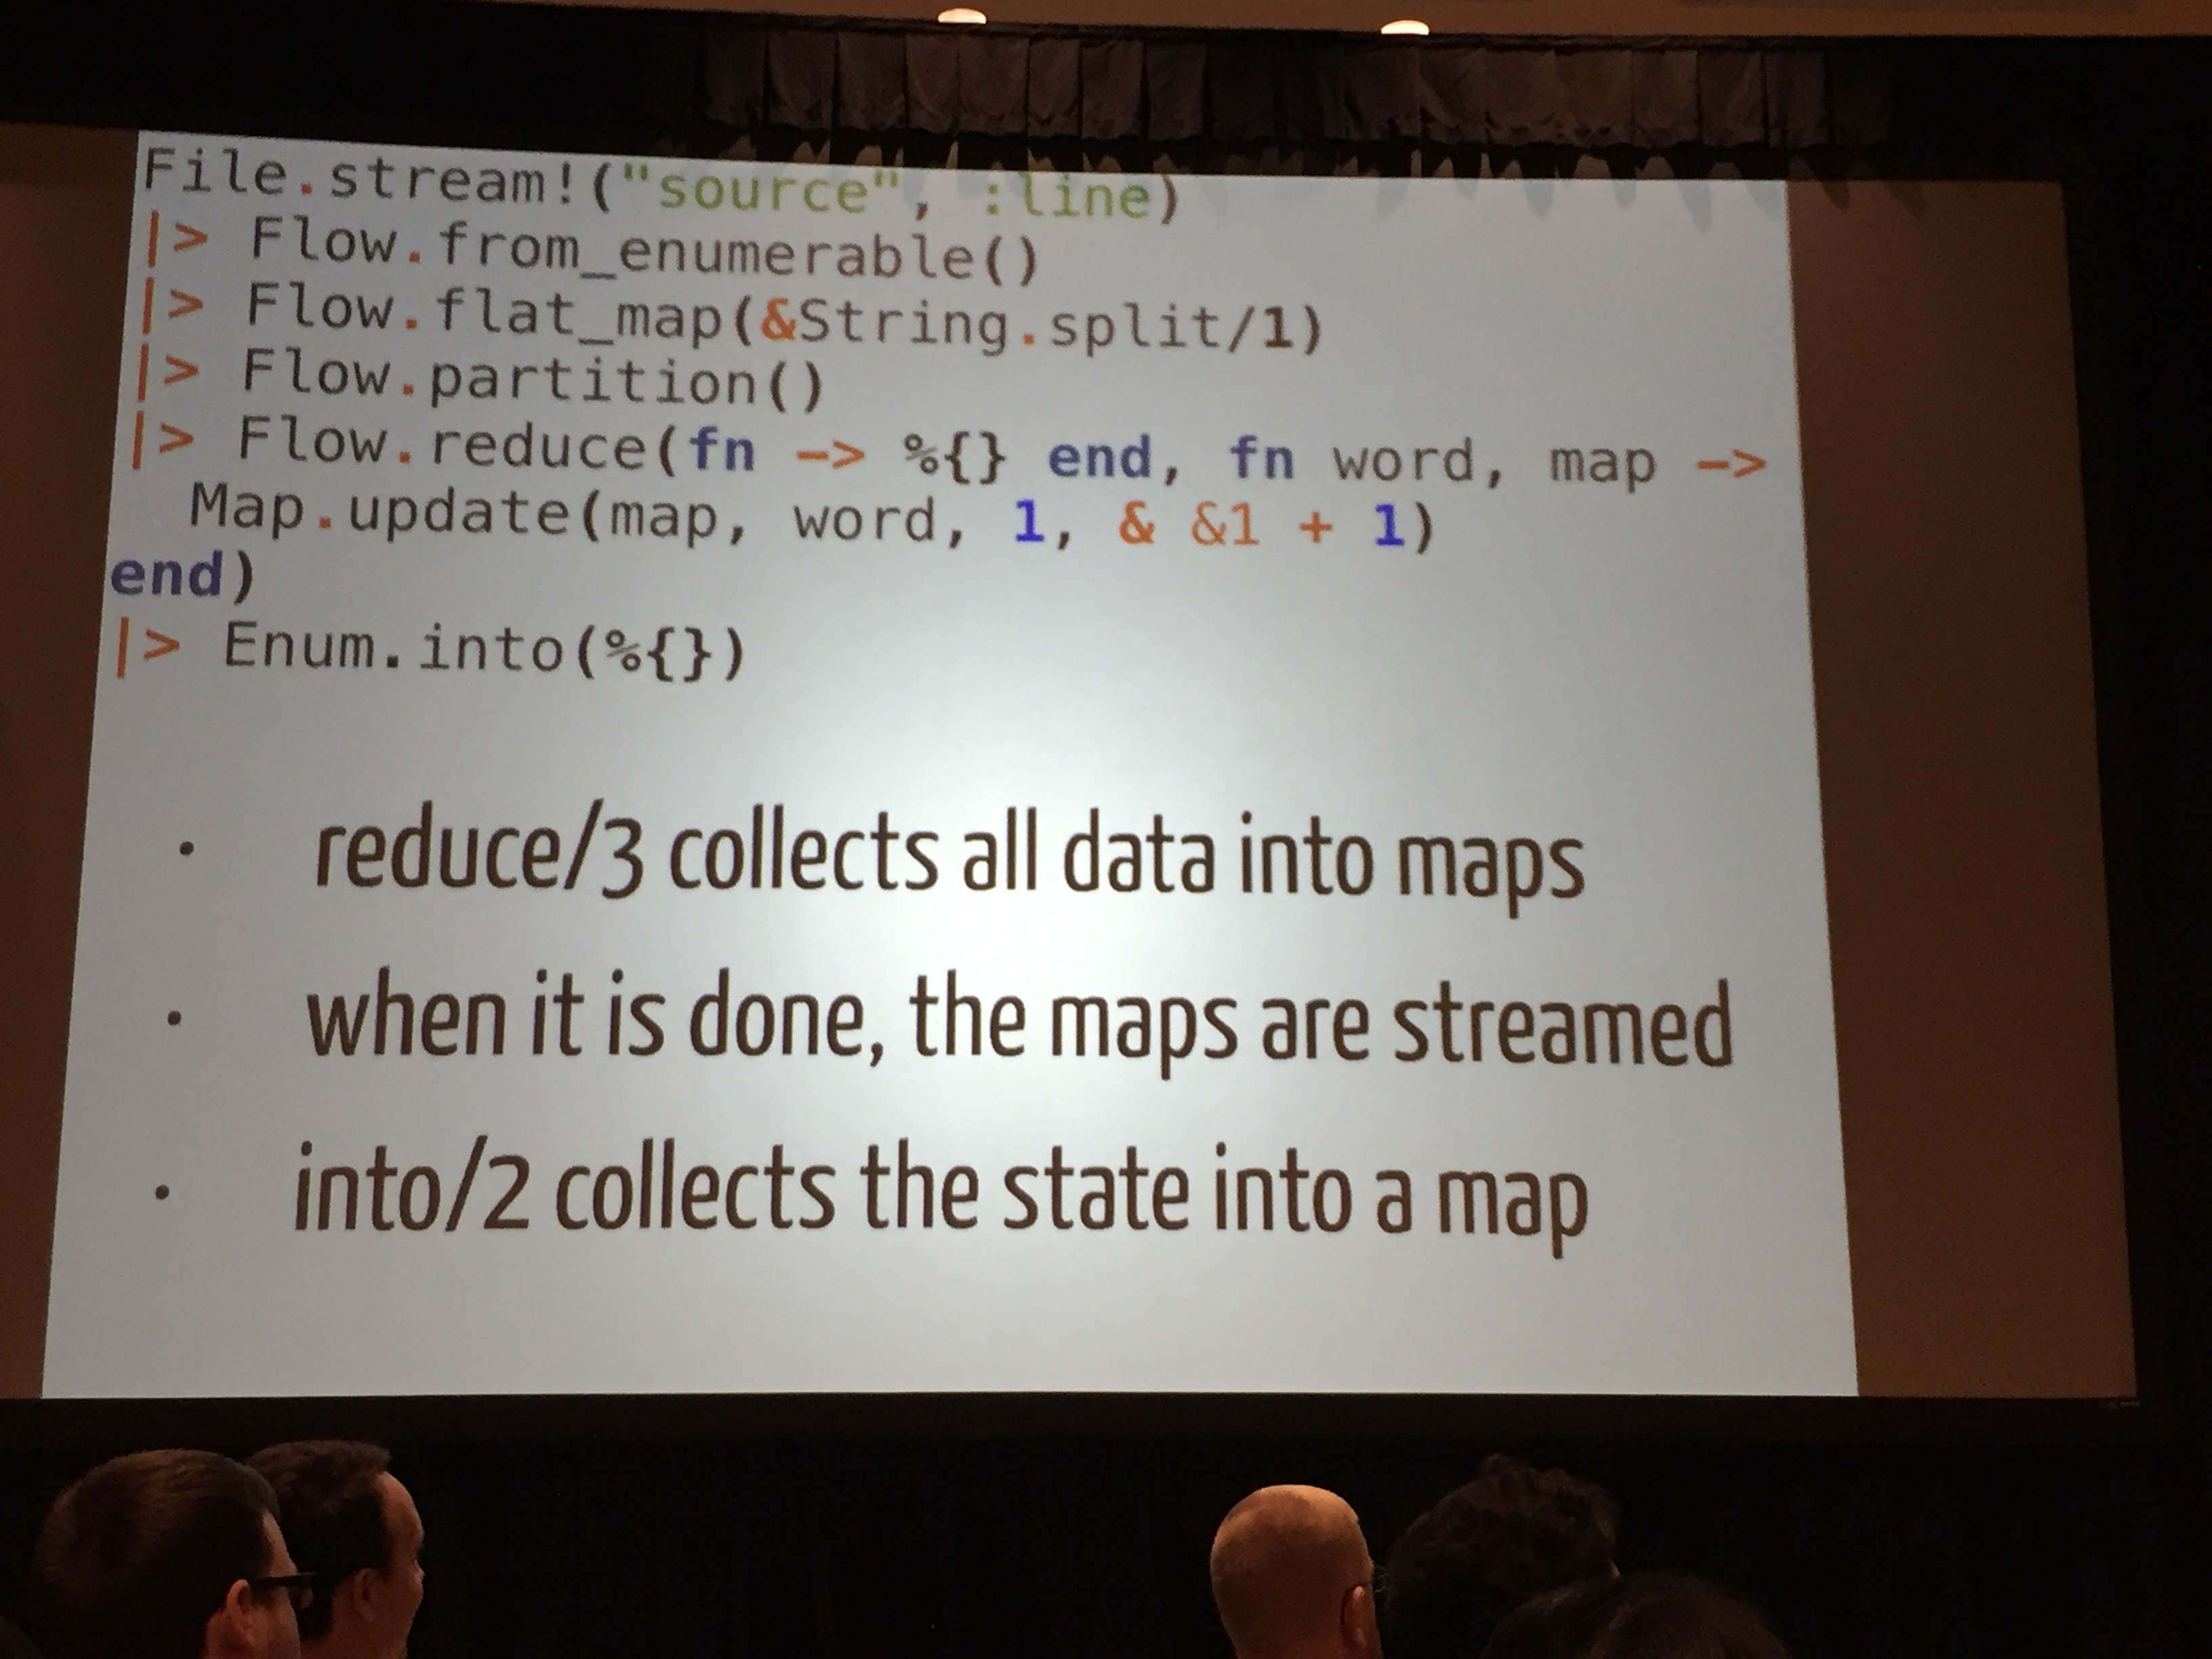 File.stream!("source", :line)
|> Flow.from_enumerable()
|> Flow.flat_map(&String.split/1)
|> Flow.partition()
|> Flow.reduce(fn -> %{} end, fn word, map ->
Map.update(map, word, 1, & &1 + 1)
end)
|> Enum.into(%{})
· reduce/3 collects all data into maps
· when it is done, the maps are streamed
· into/2 collects the state into a map